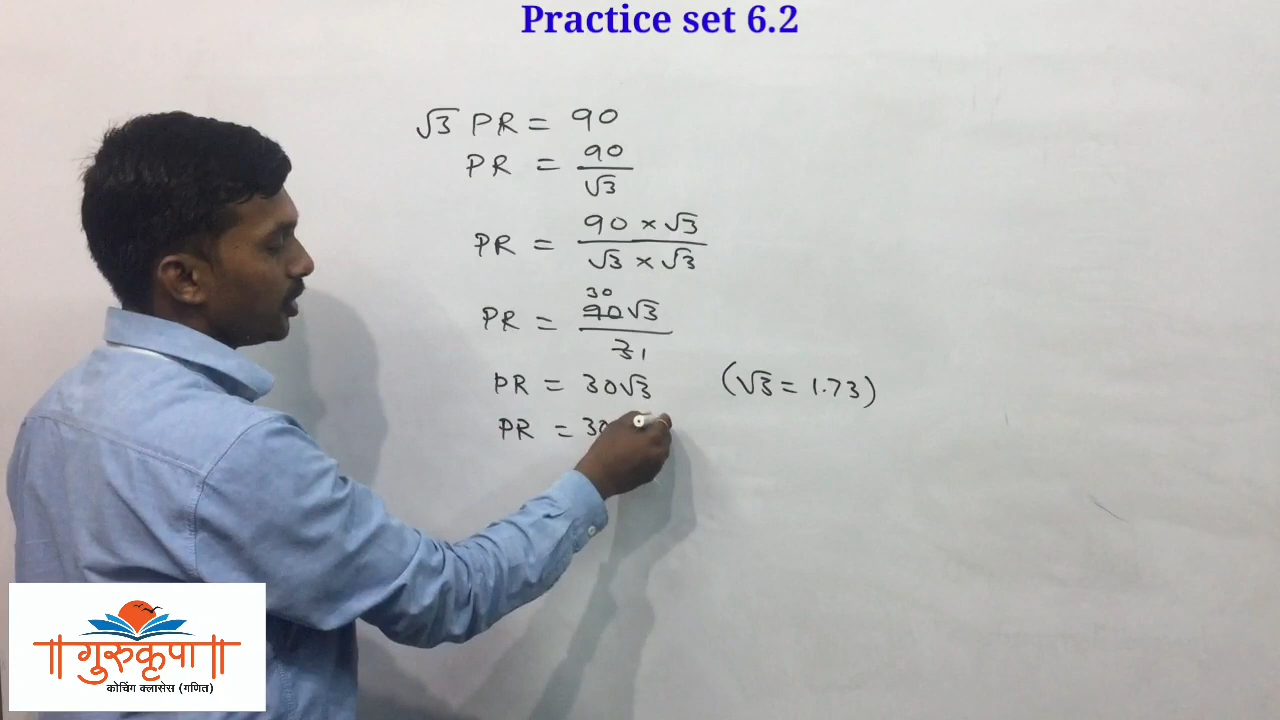 Practice set 6.2
√3 PR = 90
PR = 90/√3
PR = 90 × √3 / √3 × √3
30
PR = 90√3 / 3 1
PR = 30√3 (√3 = 1.73)
PR = 30
॥ गुरुकृपा ॥
कोचिंग क्लासेस (गणित)